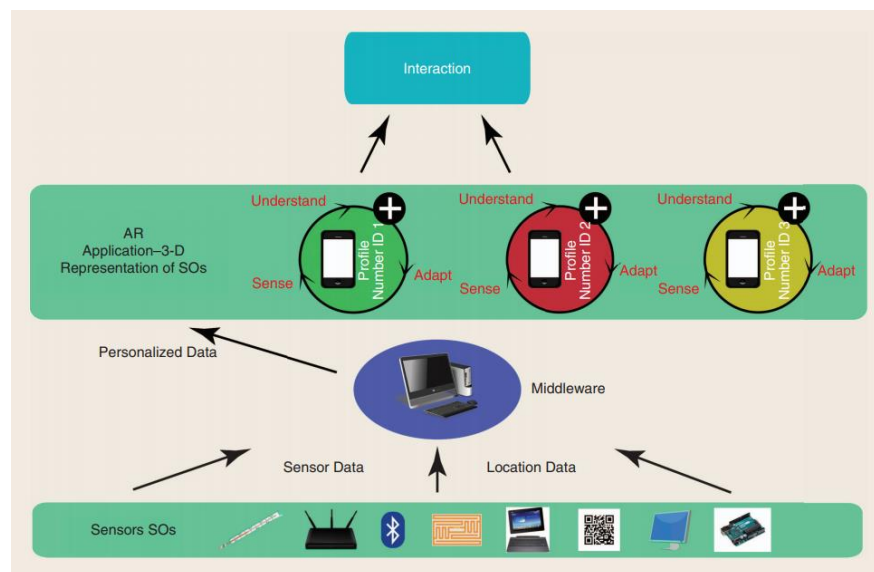 Interaction
AR
Application–3-D
Representation of SOs
Understand
Sense
Adapt
Profile
Number ID 1
Understand
Sense
Adapt
Profile
Number ID 2
Understand
Sense
Adapt
Profile
Number ID 3
Personalized Data
Middleware
Sensor Data
Location Data
Sensors SOs